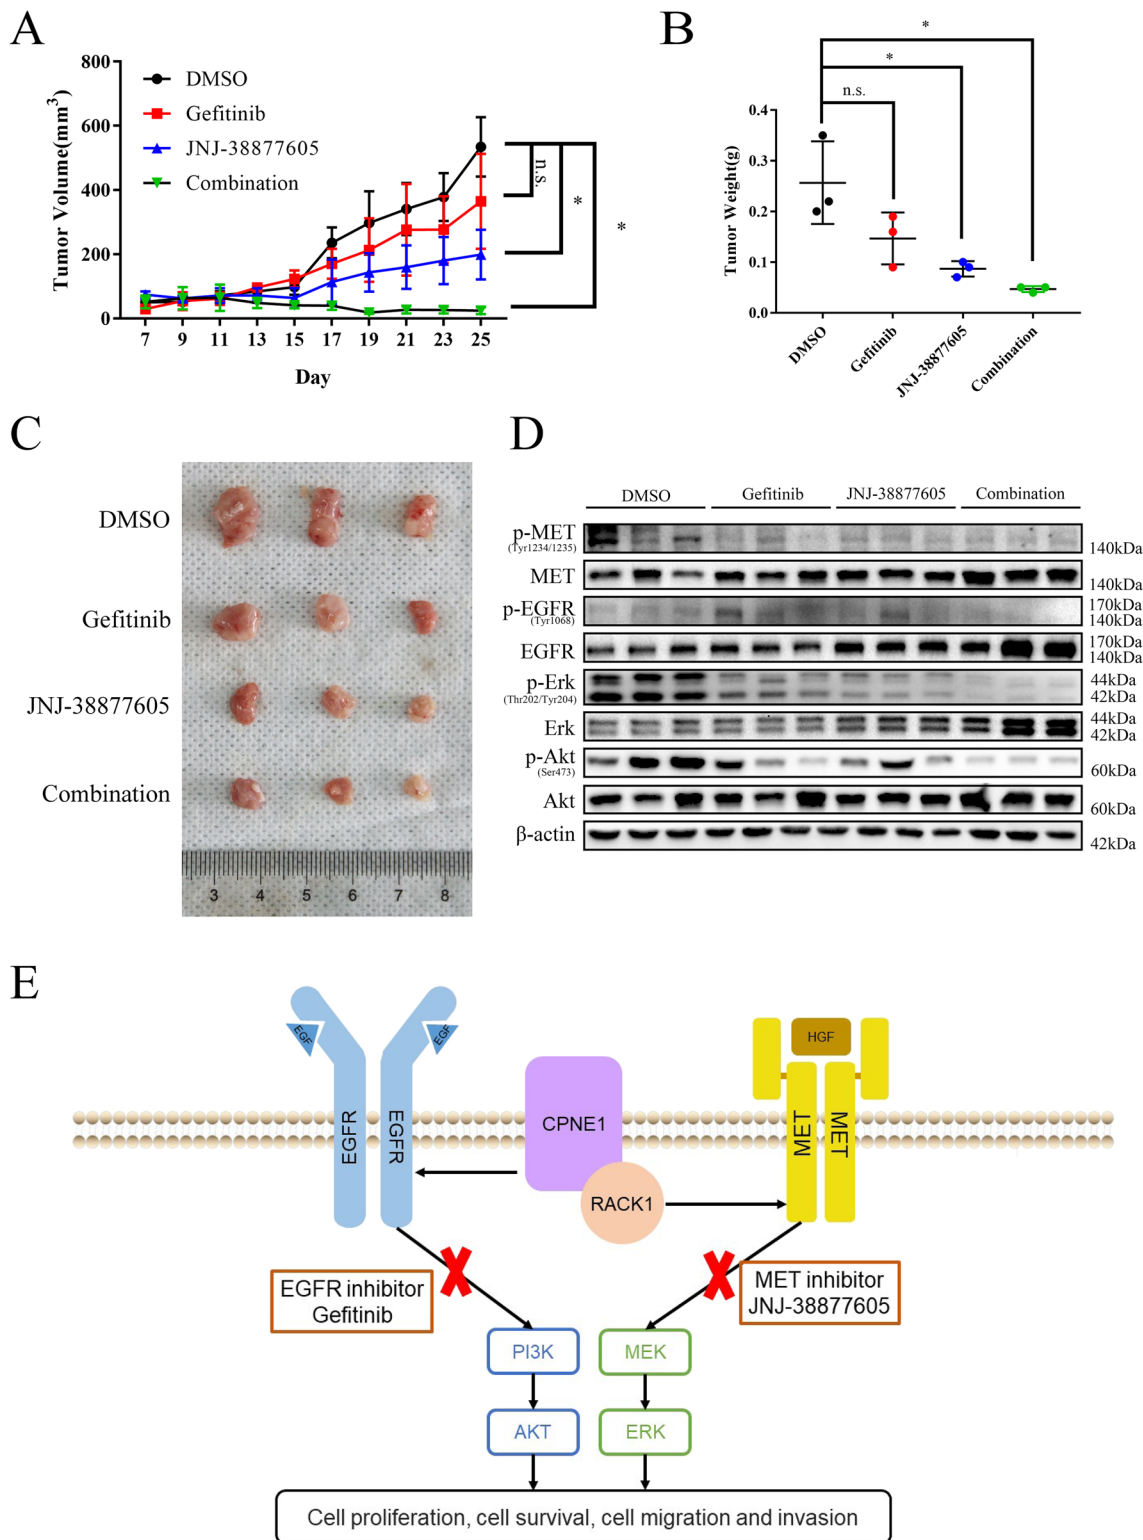 A
800
600
400
200
0
Tumor Volume(mm3)
DMSO
Gefitinib
JNJ-38877605
Combination
n.s.
*
*
7 9 11 13 15 17 19 21 23 25
Day
B
*
*
n.s.
0.4
0.3
0.2
0.1
0.0
Tumor Weight(g)
DMSO
Gefitinib
JNJ-38877605
Combination
C
DMSO
Gefitinib
JNJ-38877605
Combination
3 4 5 6 7 8
D
DMSO Gefitinib JNJ-38877605 Combination
p-MET
(Tyr1234/1235)
140kDa
MET
140kDa
p-EGFR
(Tyr1068)
170kDa
140kDa
EGFR
170kDa
140kDa
p-Erk
(Thr202/Tyr204)
44kDa
42kDa
Erk
44kDa
42kDa
p-Akt
(Ser473)
60kDa
Akt
60kDa
β-actin
42kDa
E
EGF
EGF
EGFR
EGFR
CPNE1
RACK1
HGF
MET
MET
EGFR inhibitor
Gefitinib
MET inhibitor
JNJ-38877605
PI3K
MEK
AKT
ERK
Cell proliferation, cell survival, cell migration and invasion